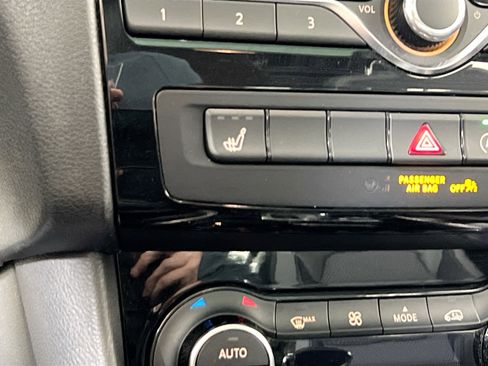 VOL
1 2 3
PASSENGER
AIR BAG OFF
MAX
MODE
AUTO